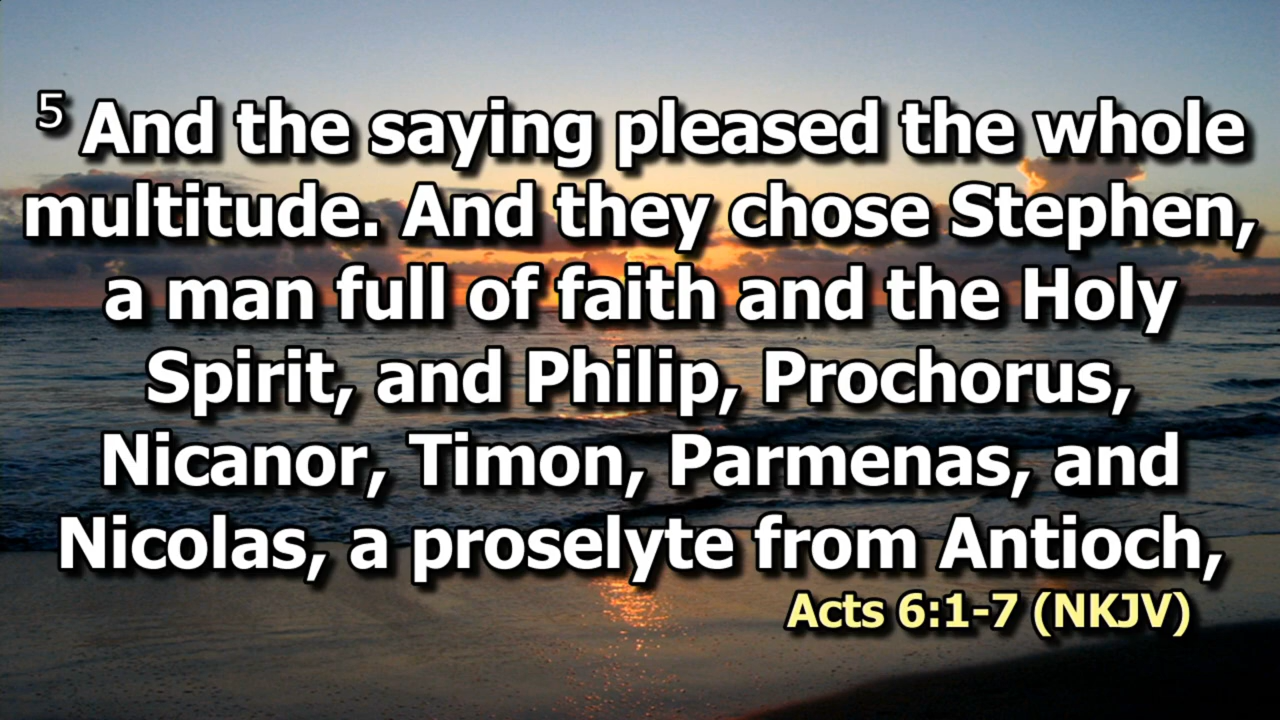 5 And the saying pleased the whole
multitude. And they chose Stephen,
a man full of faith and the Holy
Spirit, and Philip, Prochorus,
Nicanor, Timon, Parmenas, and
Nicolas, a proselyte from Antioch,
Acts 6:1-7 (NKJV)